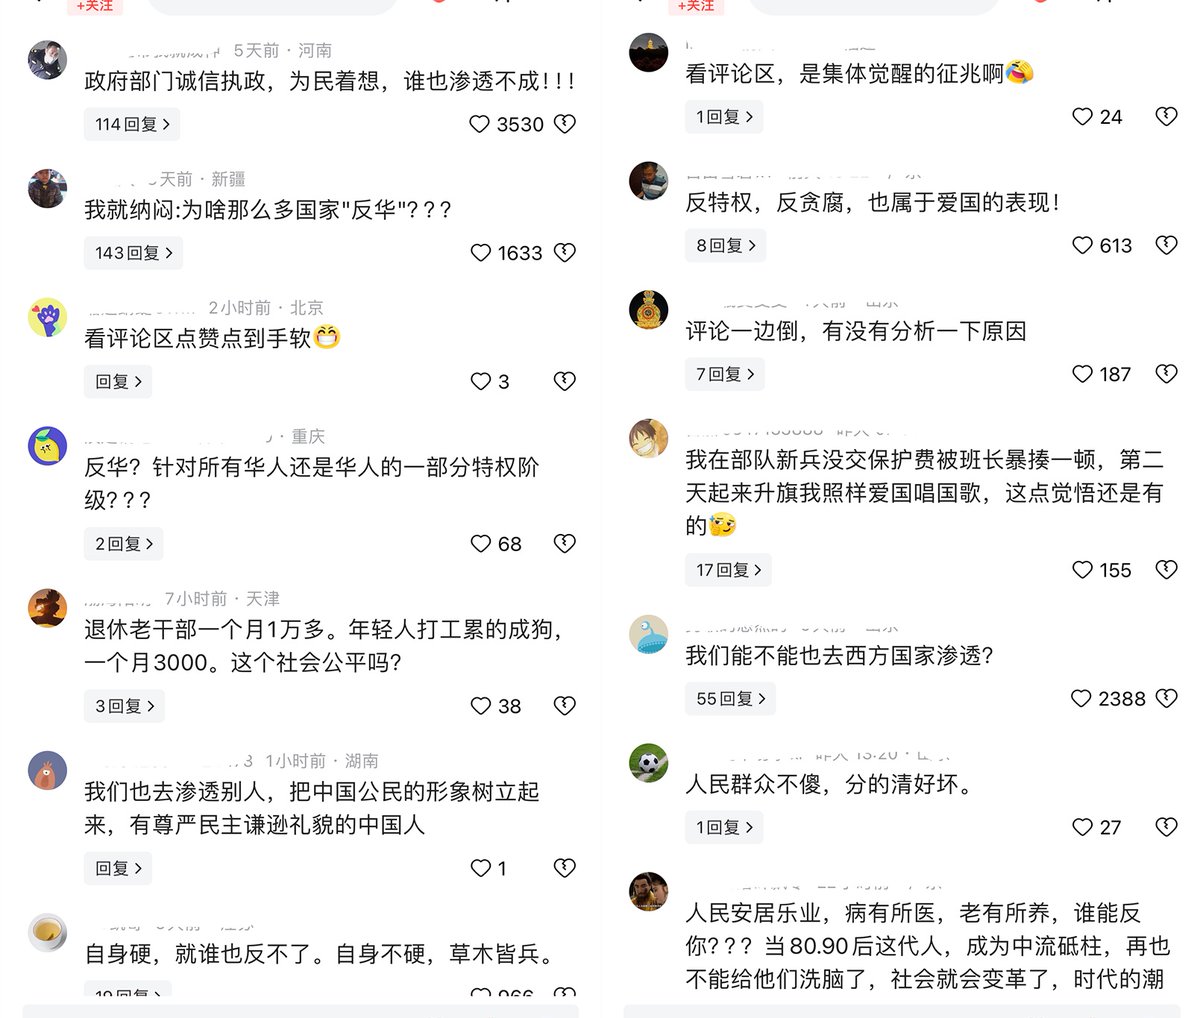 +关注
5天前 · 河南
政府部门诚信执政，为民着想，谁也渗透不成!!!
114回复 >
3530
天前 · 新疆
我就纳闷:为啥那么多国家"反华"???
143回复 >
1633
2小时前 · 北京
看评论区点赞点到手软
回复 >
3
重庆
反华？针对所有华人还是华人的一部分特权阶
级???
2回复 >
68
7小时前 · 天津
退休老干部一个月1万多。年轻人打工累的成狗，
一个月3000。这个社会公平吗?
3回复 >
38
1小时前 · 湖南
我们也去渗透别人，把中国公民的形象树立起
来，有尊严民主谦逊礼貌的中国人
回复 >
1
自身硬，就谁也反不了。自身不硬，草木皆兵。
19回复 >
966
+关注
看评论区，是集体觉醒的征兆啊
1回复 >
24
反特权，反贪腐，也属于爱国的表现！
8回复 >
613
评论一边倒，有没有分析一下原因
7回复 >
187
我在部队新兵没交保护费被班长暴揍一顿，第二
天起来升旗我照样爱国唱国歌，这点觉悟还是有
的
17回复 >
155
我们能不能也去西方国家渗透?
55回复 >
2388
人民群众不傻，分的清好坏。
1回复 >
27
人民安居乐业，病有所医，老有所养，谁能反
你??? 当80.90后这代人，成为中流砥柱，再也
不能给他们洗脑了，社会就会变革了，时代的潮